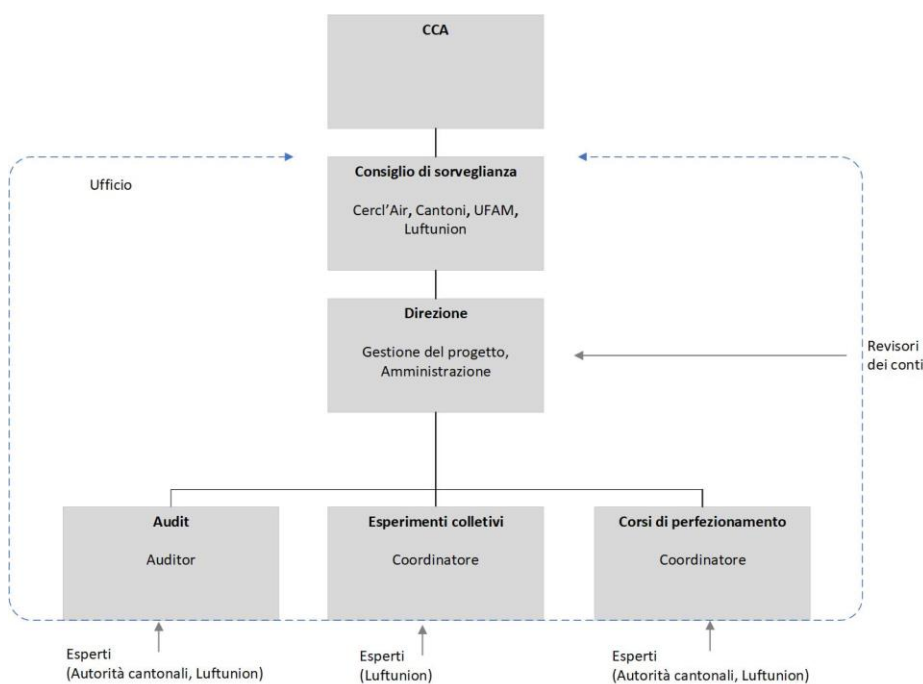 CCA
Ufficio
Consiglio di sorveglianza
Cercl'Air, Cantoni, UFAM,
Luftunion
Direzione
Gestione del progetto,
Amministrazione
Revisori
dei conti
Audit
Auditor
Esperimenti colletivi
Coordinatore
Corsi di perfezionamento
Coordinatore
Esperti
(Autorità cantonali, Luftunion)
Esperti
(Luftunion)
Esperti
(Autorità cantonali, Luftunion)